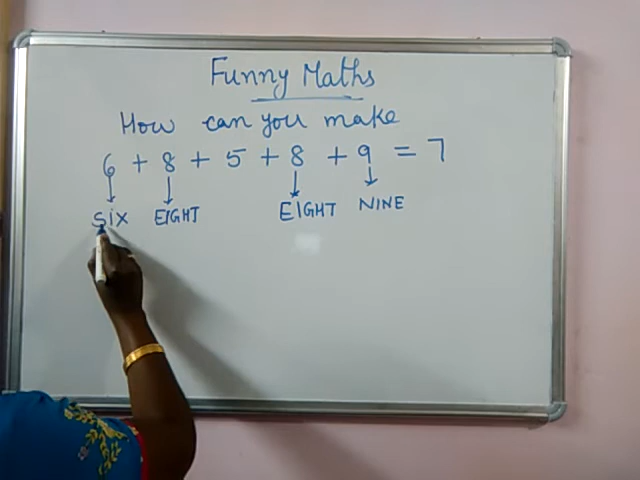 Funny Maths
How can you make
6 + 8 + 5 + 8 + 9 = 7
SiX EIGHT EIGHT NINE